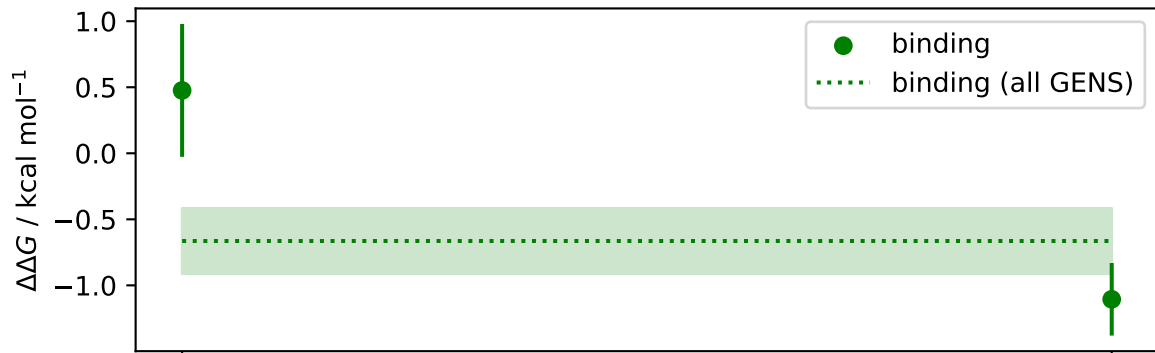 1.0
0.5
0.0
−0.5
−1.0
ΔΔG / kcal mol⁻¹
binding
binding (all GENS)